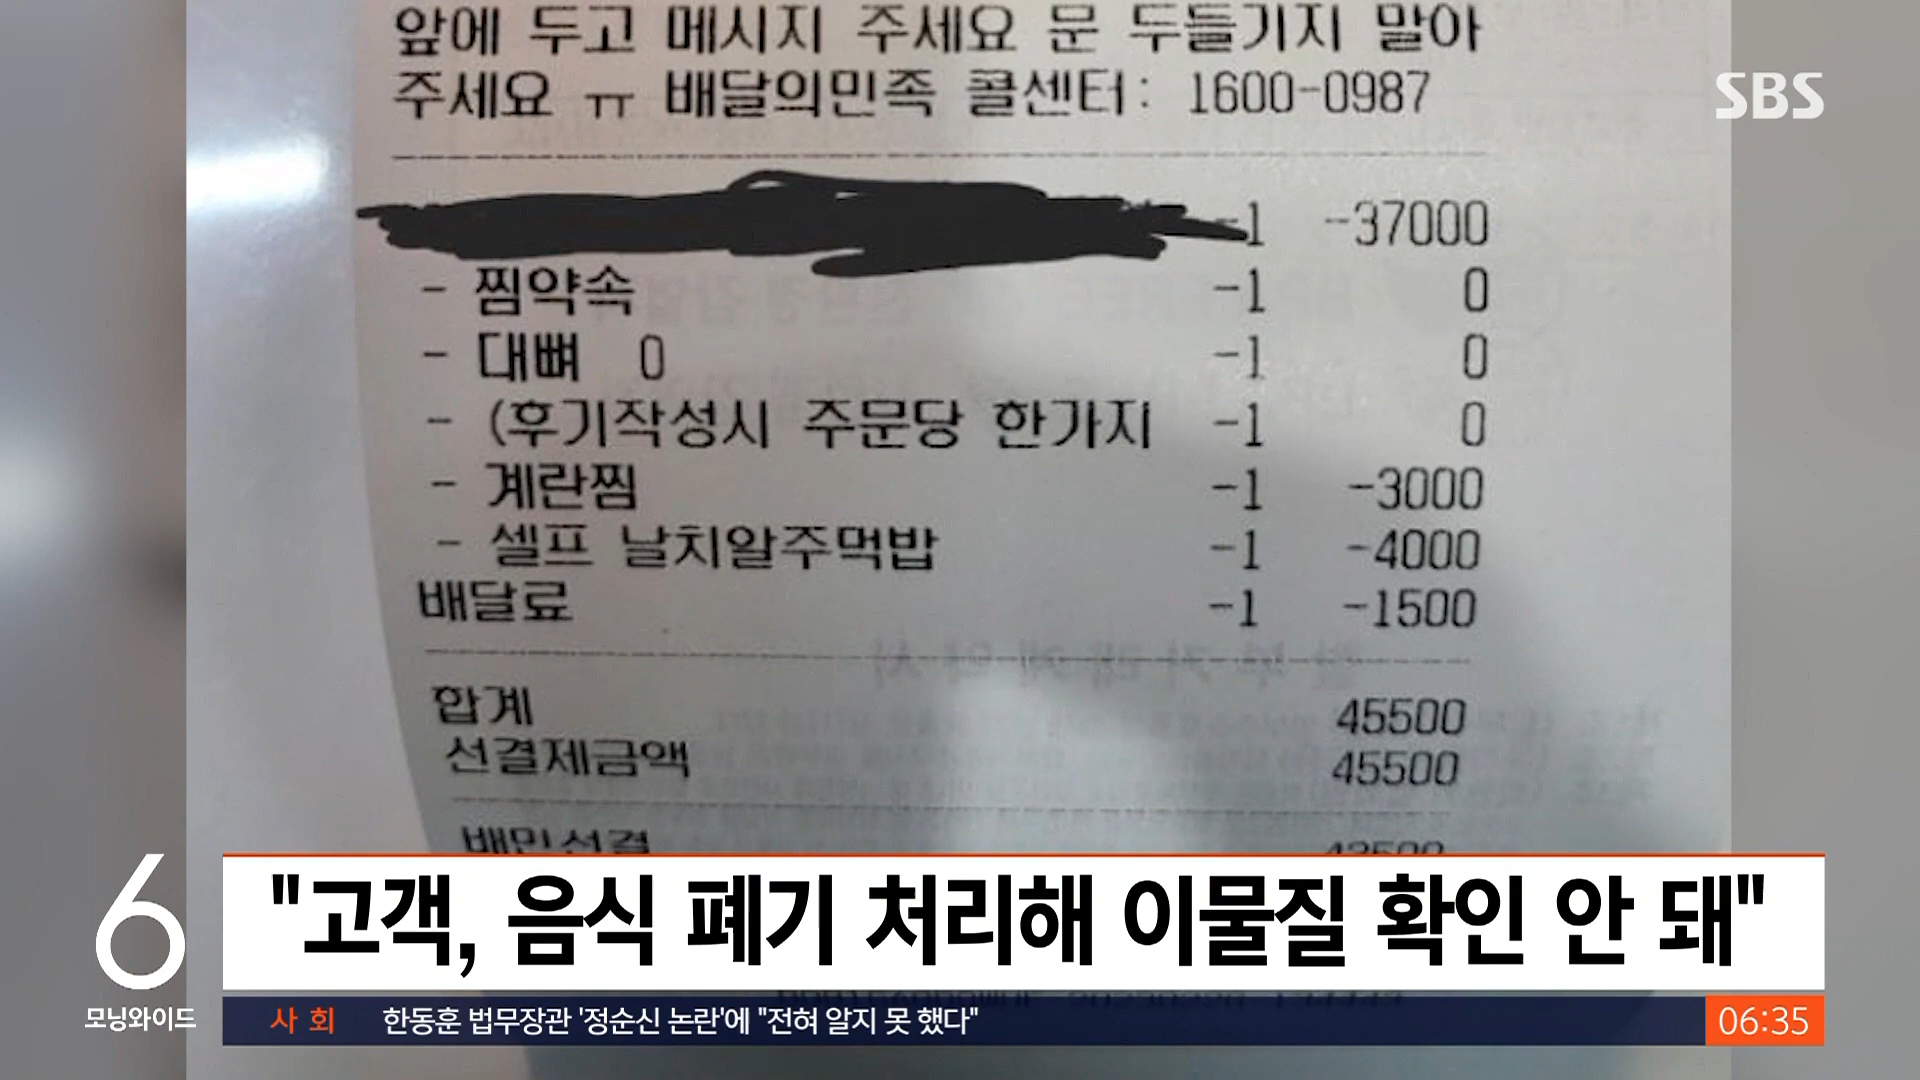 앞에 두고 메시지 주세요 문 두들기지 말아
주세요 ㅠ 배달의민족 콜센터: 1600-0987
SBS
-1 -37000
- 찜약속 -1 0
- 대뼈 0 -1 0
- (후기작성시 주문당 한가지 -1 0
- 계란찜 -1 -3000
- 셀프 날치알주먹밥 -1 -4000
배달료 -1 -1500
합계 45500
선결제금액 45500
배민선결
"고객, 음식 폐기 처리해 이물질 확인 안 돼"
6
모닝와이드
사회 한동훈 법무장관 '정순신 논란'에 "전혀 알지 못 했다" 06:35